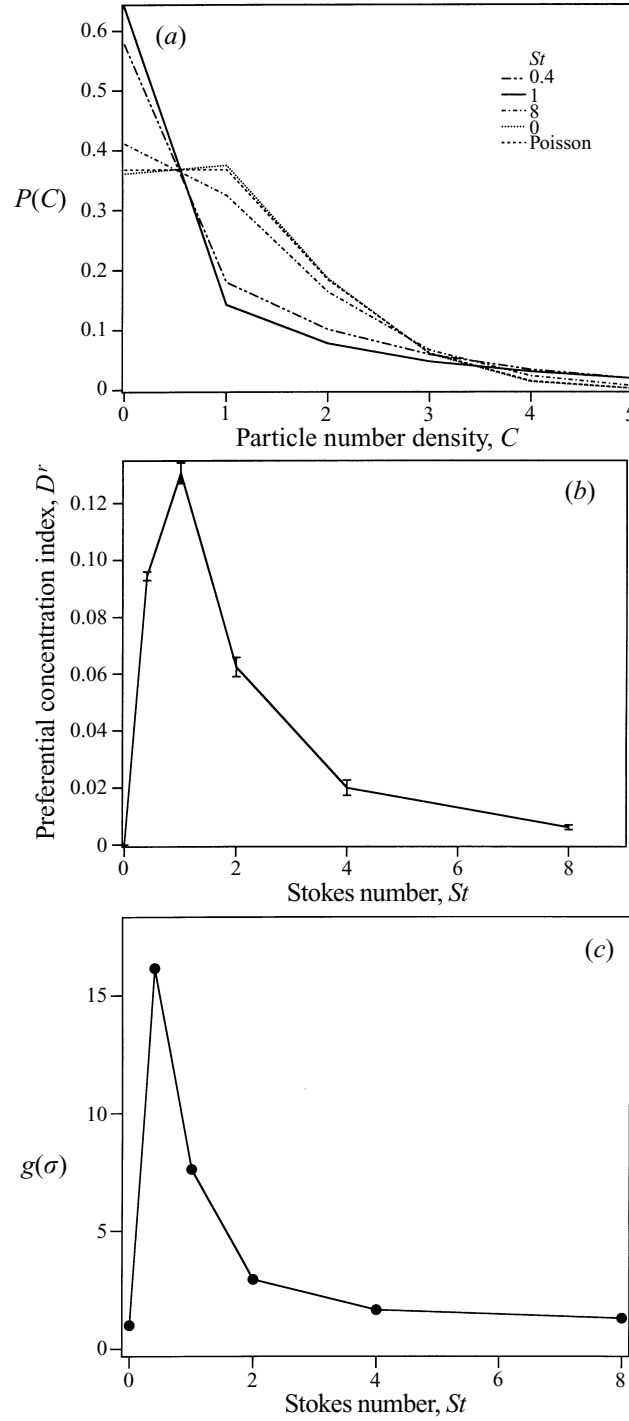 0.6
(a)
St
0.4
1
8
0
Poisson
0.5
0.4
P(C)
0.3
0.2
0.1
0
0 1 2 3 4 5
Particle number density, C
(b)
0.12
0.10
0.08
0.06
0.04
0.02
0
Preferential concentration index, Dʳ
0 2 4 6 8
Stokes number, St
(c)
15
10
g(σ)
5
0
0 2 4 6 8
Stokes number, St